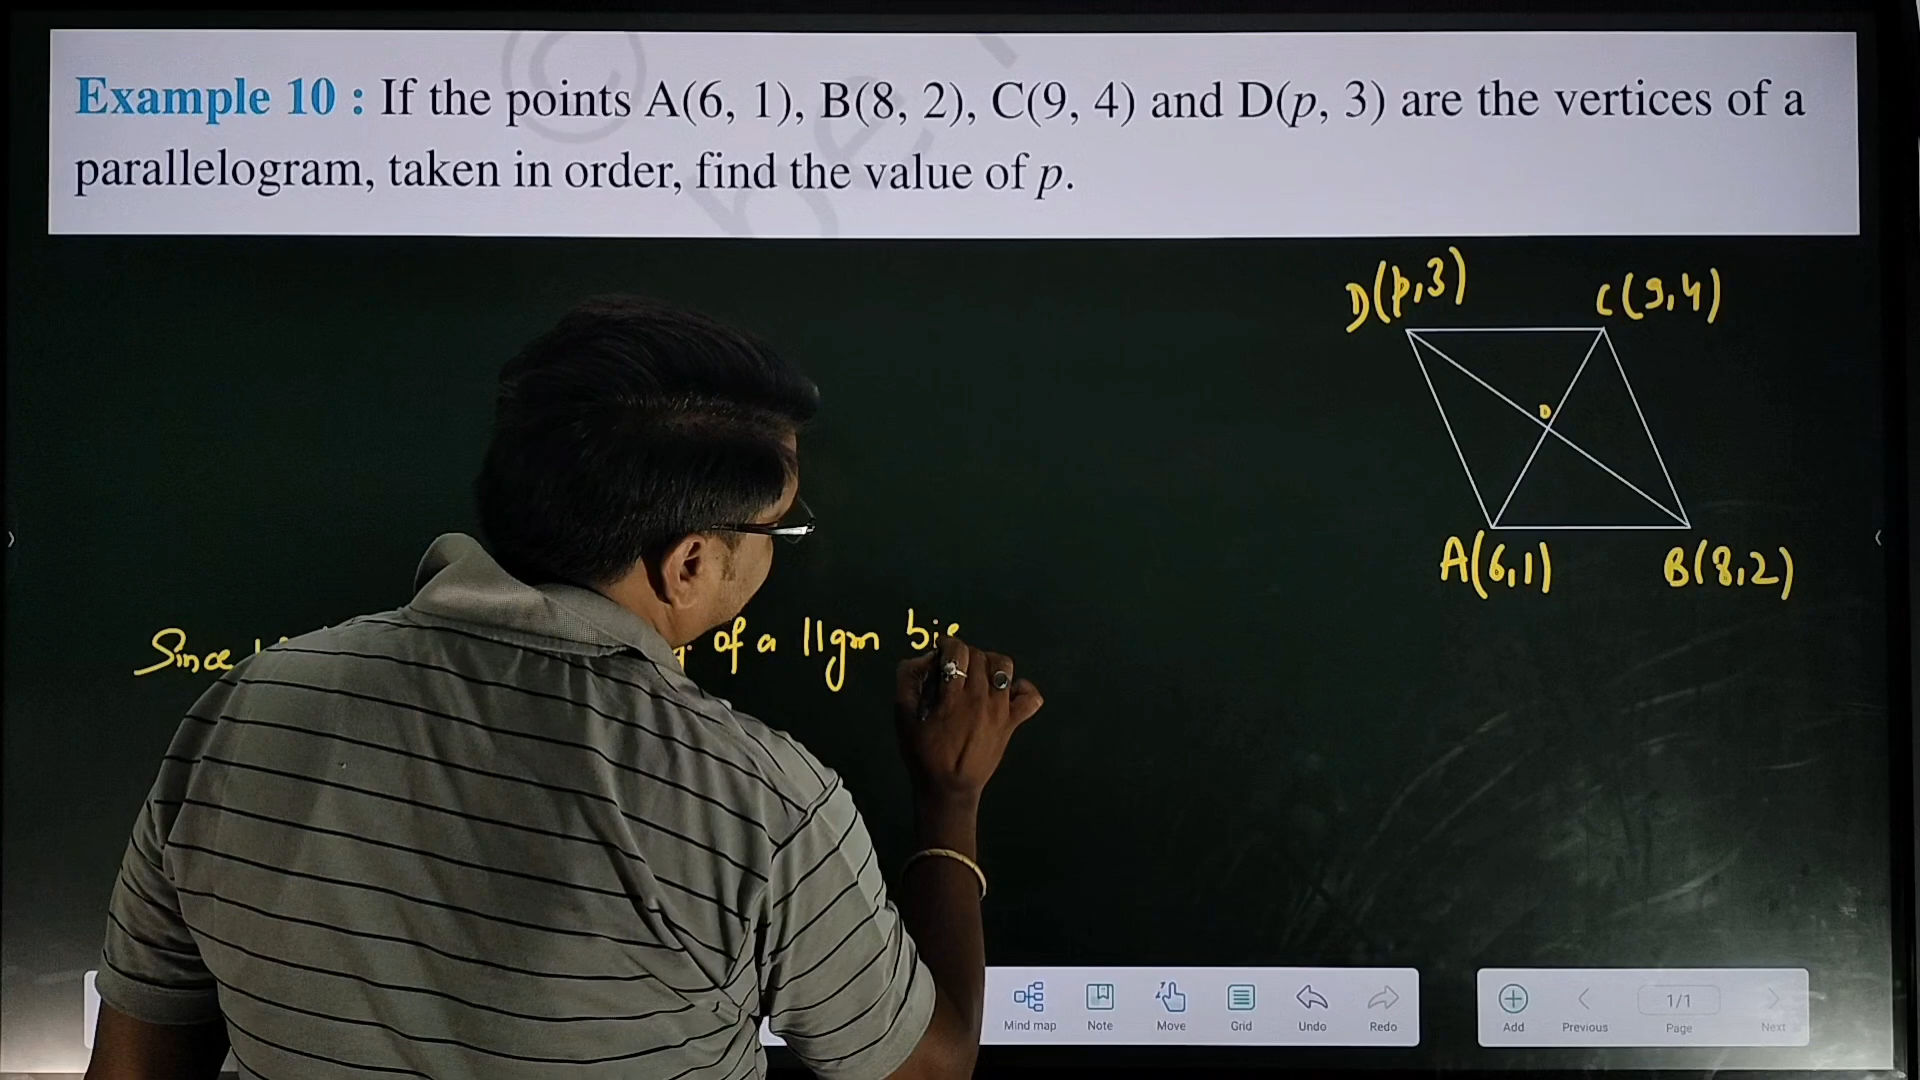 Example 10 : If the points A(6, 1), B(8, 2), C(9, 4) and D(p, 3) are the vertices of a
parallelogram, taken in order, find the value of p.
D(p,3)
C(9,4)
A(6,1)
B(8,2)
Since
of a ||gm bis
Mind map
Note
Move
Grid
Undo
Redo
Add
Previous
1/1
Page
Next